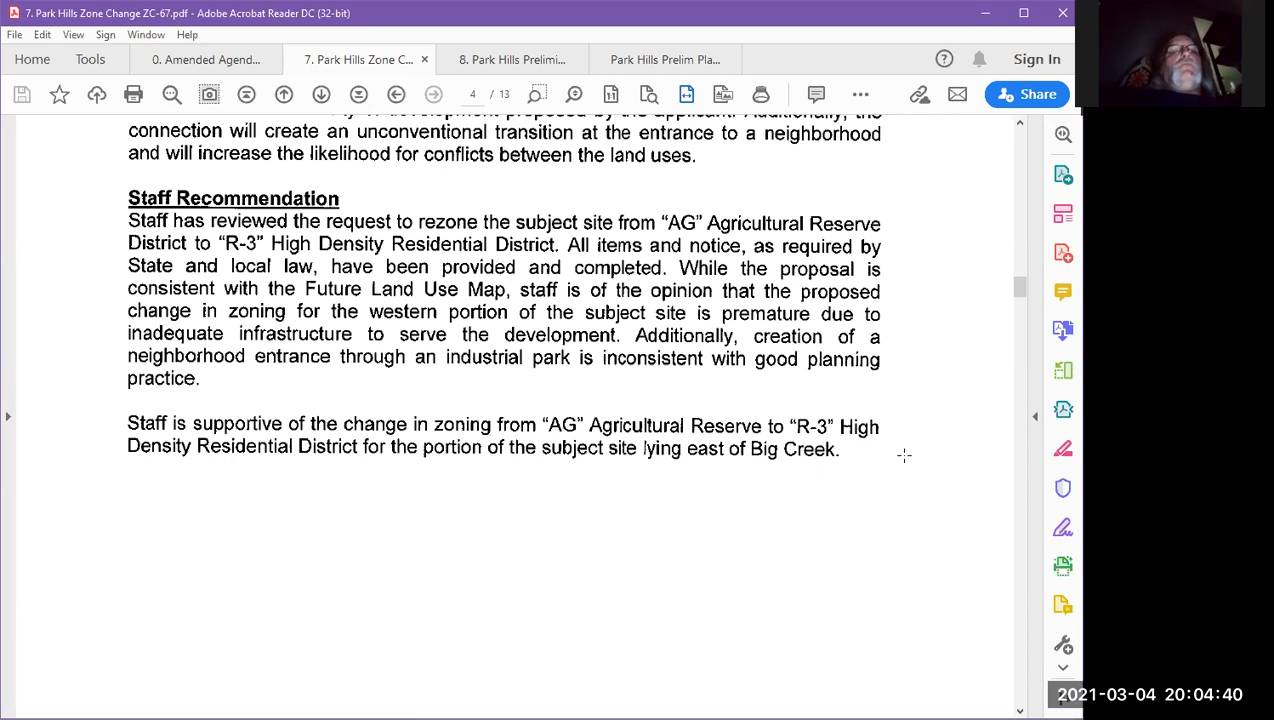 7. Park Hills Zone Change ZC-67.pdf - Adobe Acrobat Reader DC (32-bit)
File Edit View Sign Window Help
Home Tools 0. Amended Agend... 7. Park Hills Zone C... 8. Park Hills Prelimi... Park Hills Prelim Pla... Sign In
4 / 13 Share
development proposed by the applicant. Additionally, the
connection will create an unconventional transition at the entrance to a neighborhood
and will increase the likelihood for conflicts between the land uses.
Staff Recommendation
Staff has reviewed the request to rezone the subject site from “AG” Agricultural Reserve
District to “R-3” High Density Residential District. All items and notice, as required by
State and local law, have been provided and completed. While the proposal is
consistent with the Future Land Use Map, staff is of the opinion that the proposed
change in zoning for the western portion of the subject site is premature due to
inadequate infrastructure to serve the development. Additionally, creation of a
neighborhood entrance through an industrial park is inconsistent with good planning
practice.
Staff is supportive of the change in zoning from “AG” Agricultural Reserve to “R-3” High
Density Residential District for the portion of the subject site lying east of Big Creek.
2021-03-04 20:04:40